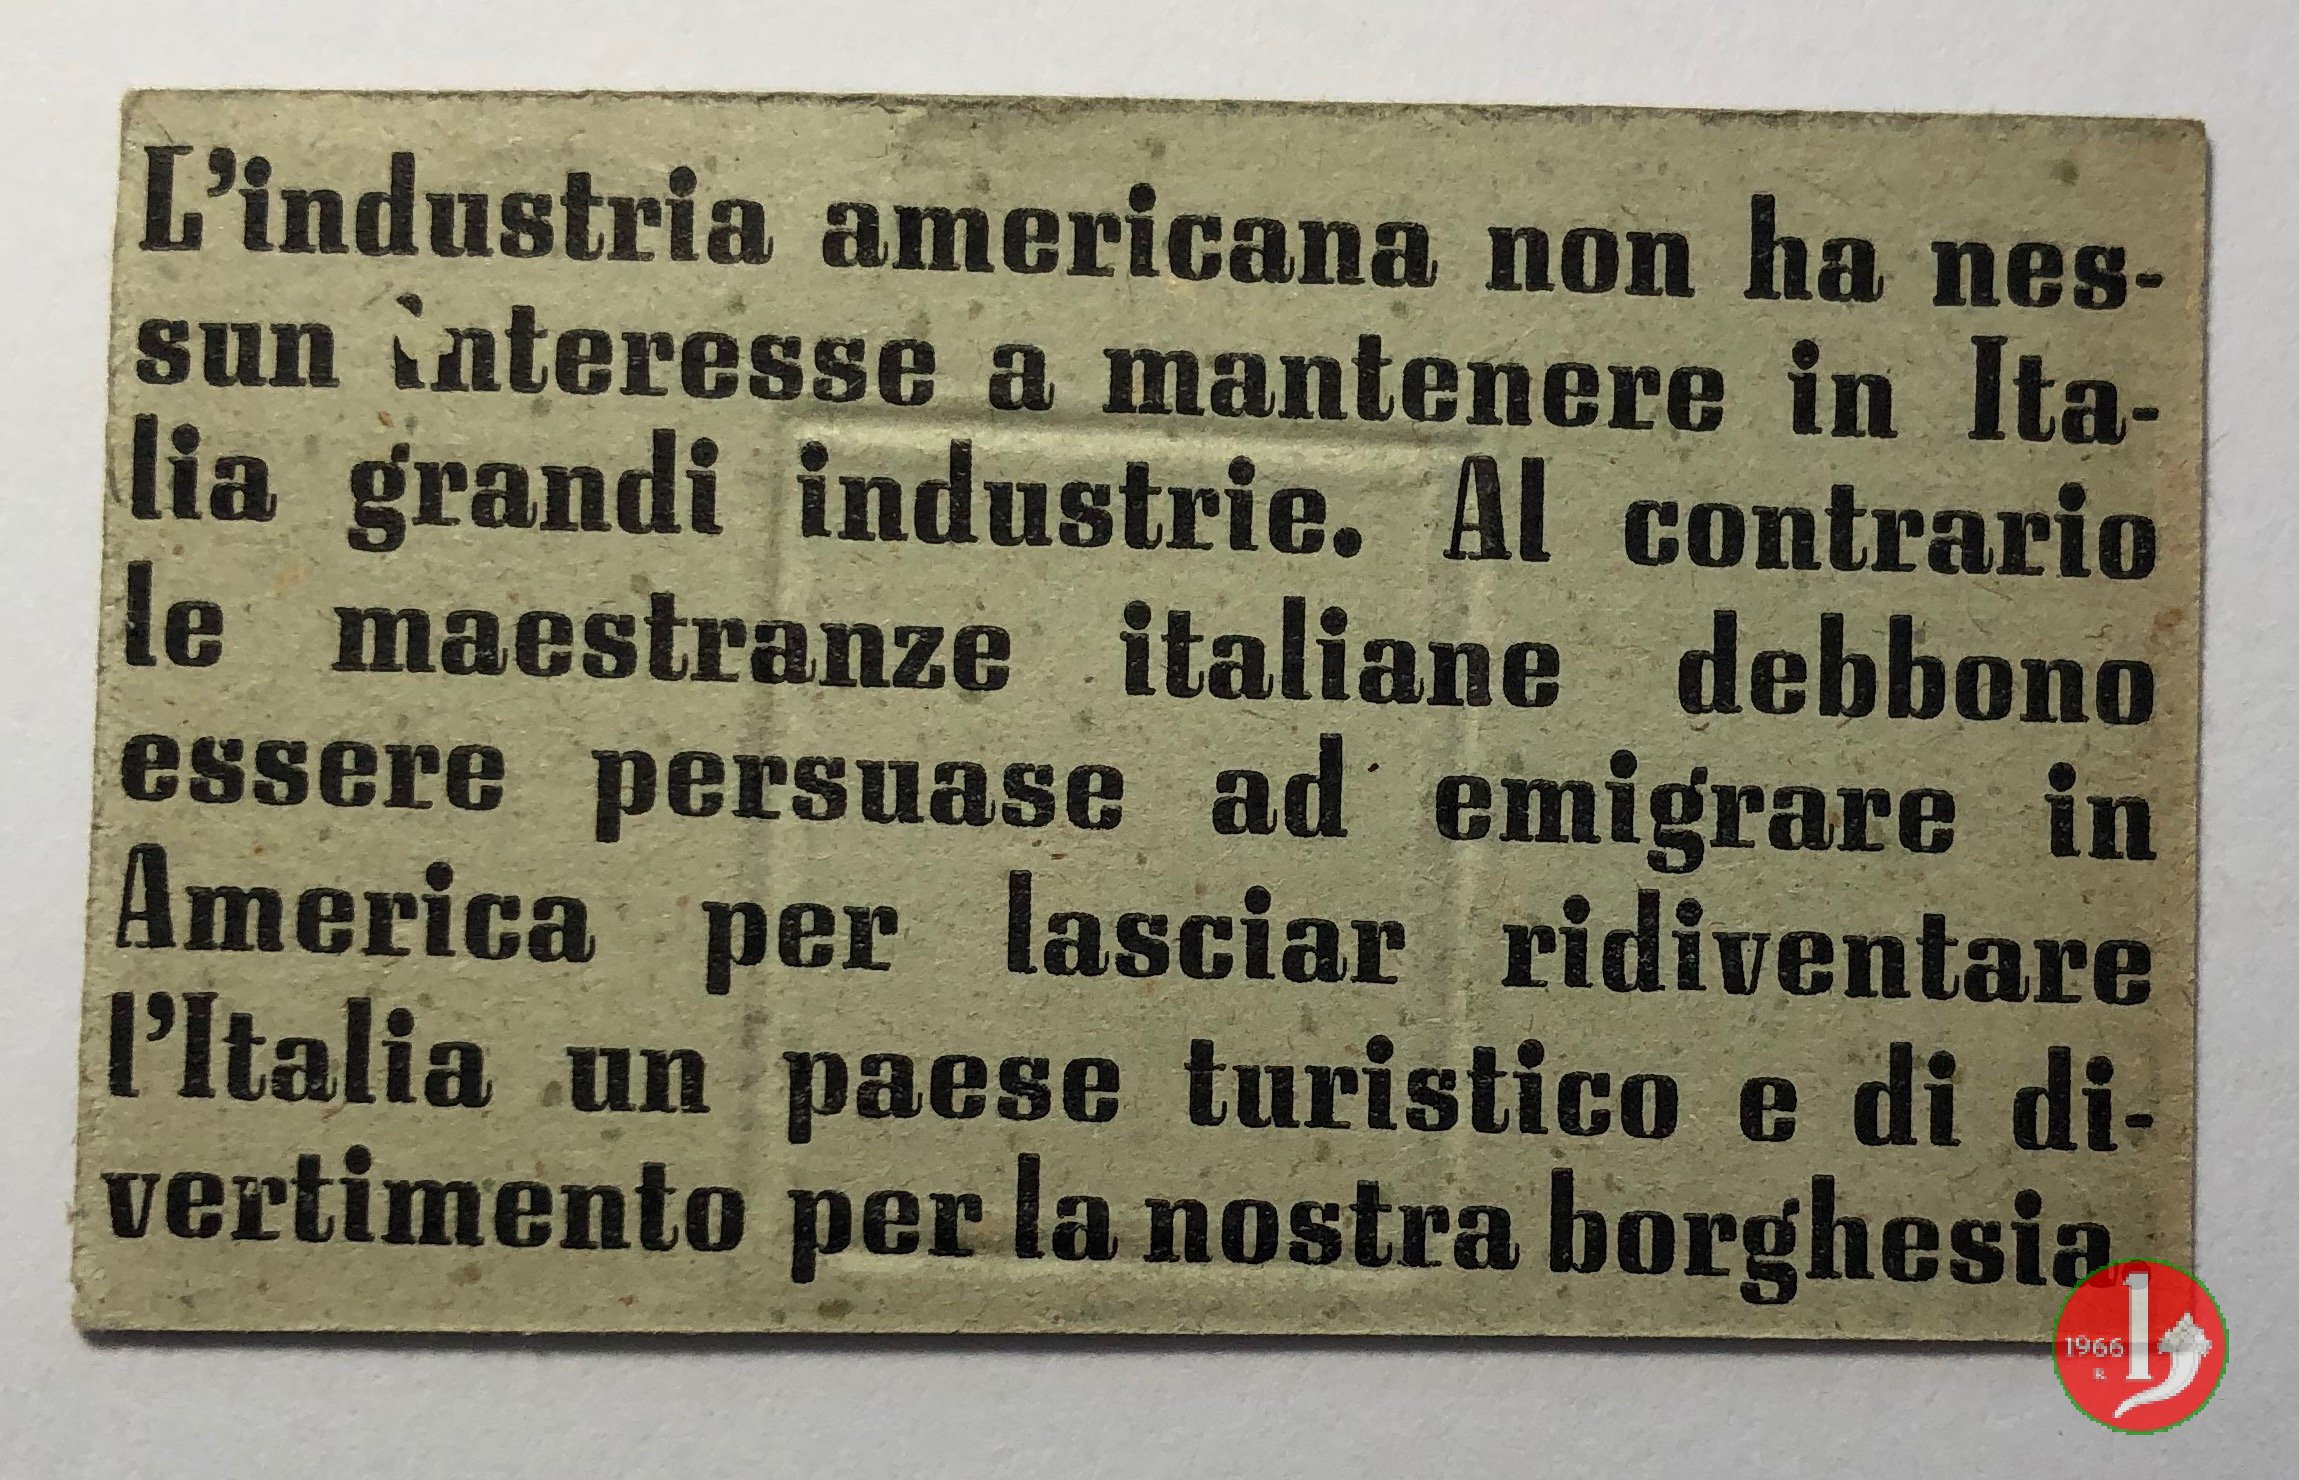 L'industria americana non ha nes-
sun interesse a mantenere in Ita-
lia grandi industrie. Al contrario
le maestranze italiane debbono
essere persuase ad emigrare in
America per lasciar ridiventare
l'Italia un paese turistico e di di-
vertimento per la nostra borghesia
1966 1
R